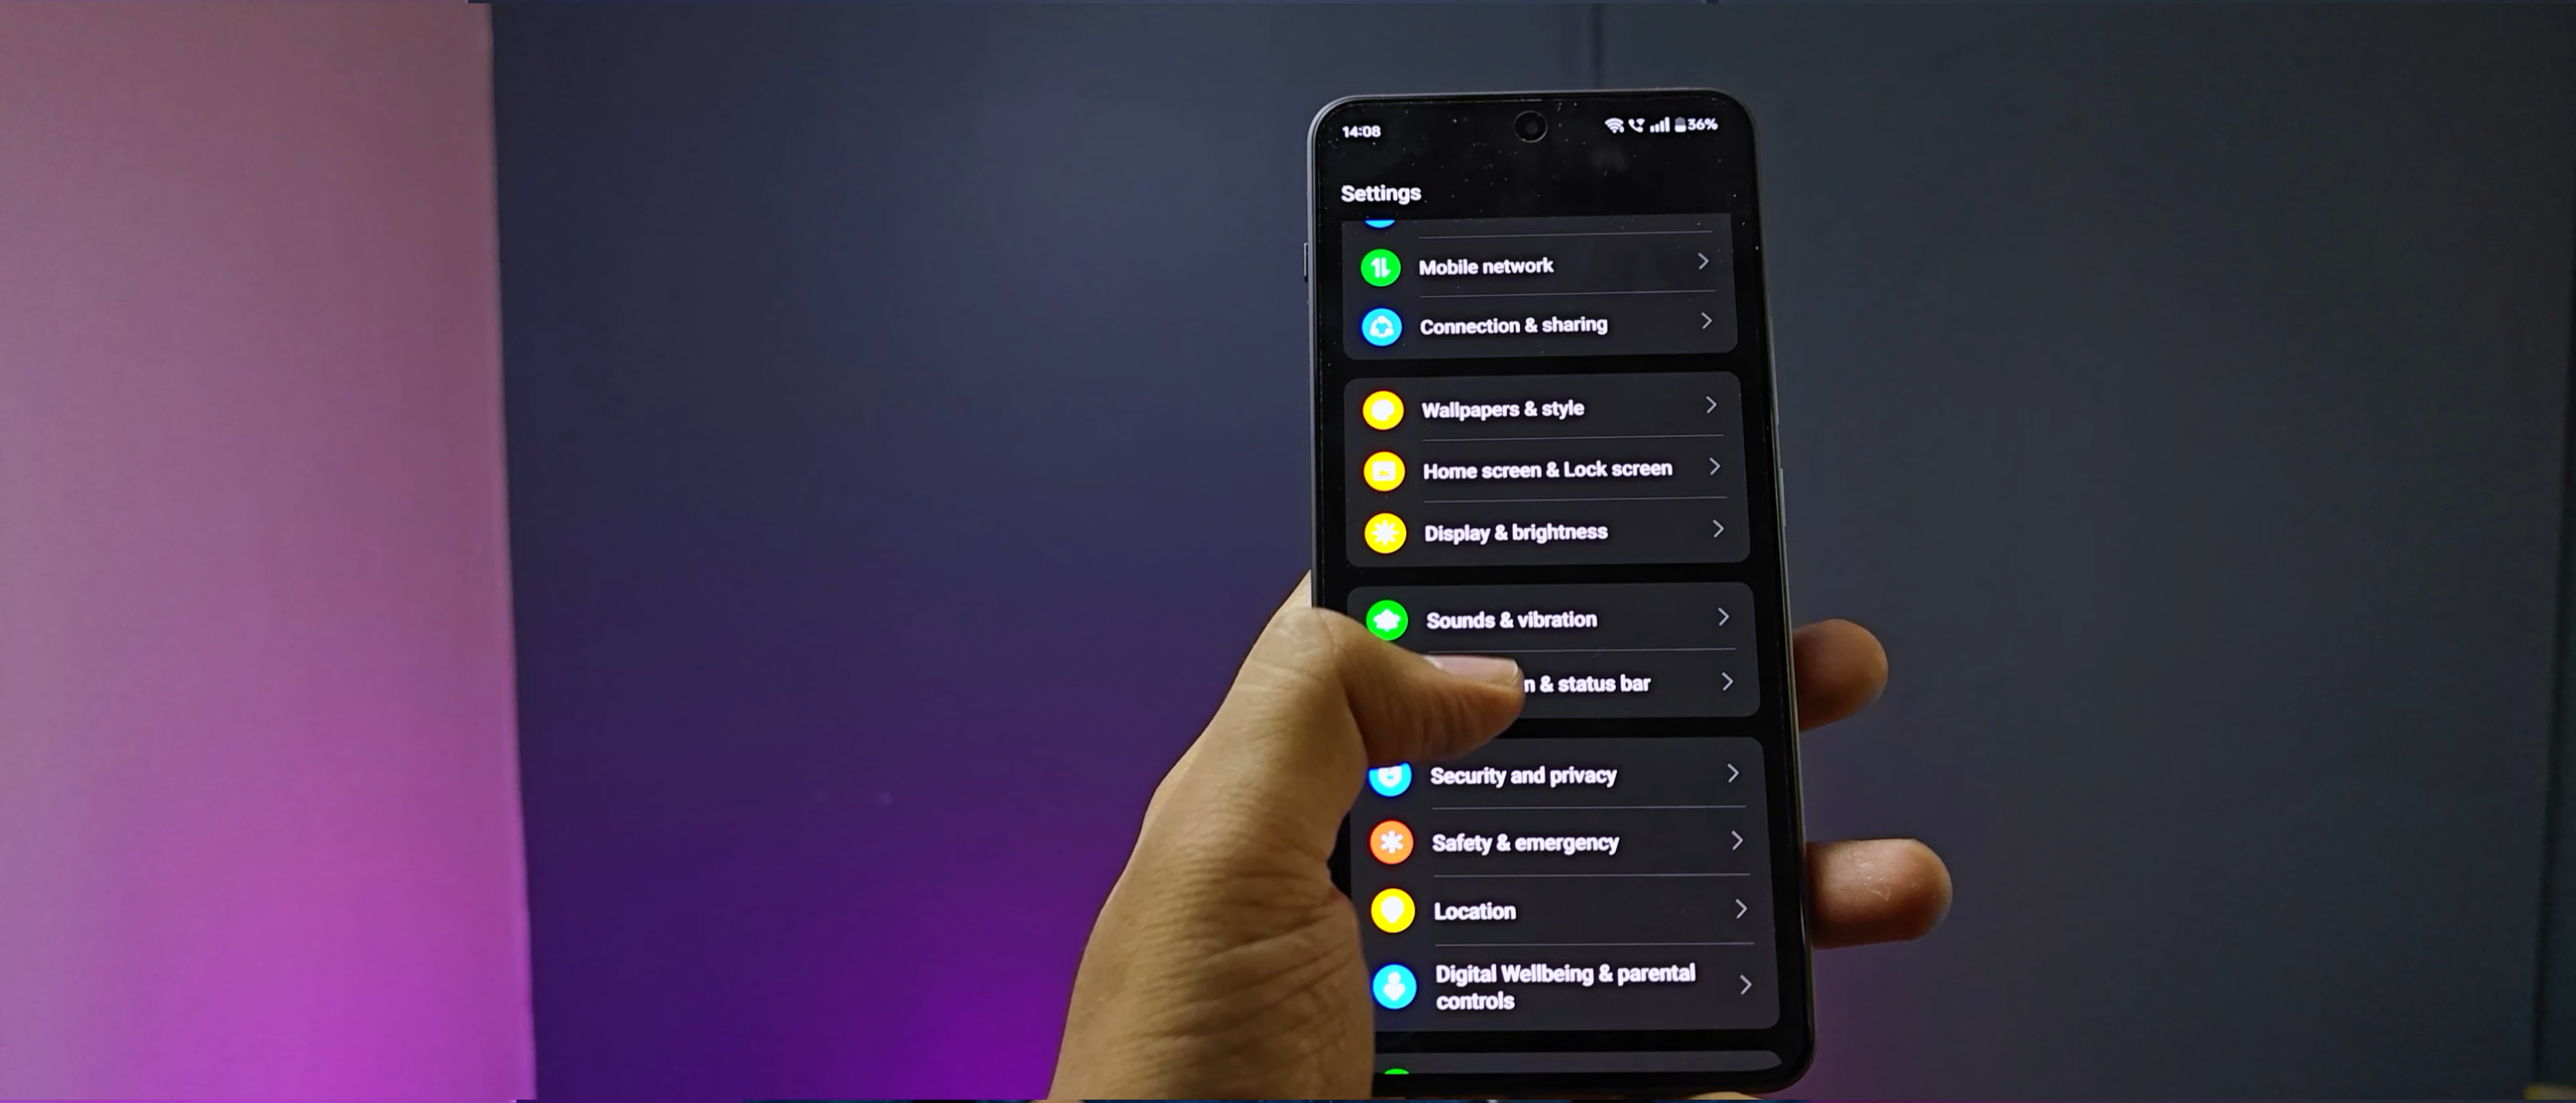 14:08
36%
Settings
Mobile network
Connection & sharing
Wallpapers & style
Home screen & Lock screen
Display & brightness
Sounds & vibration
& status bar
Security and privacy
Safety & emergency
Location
Digital Wellbeing & parental
controls